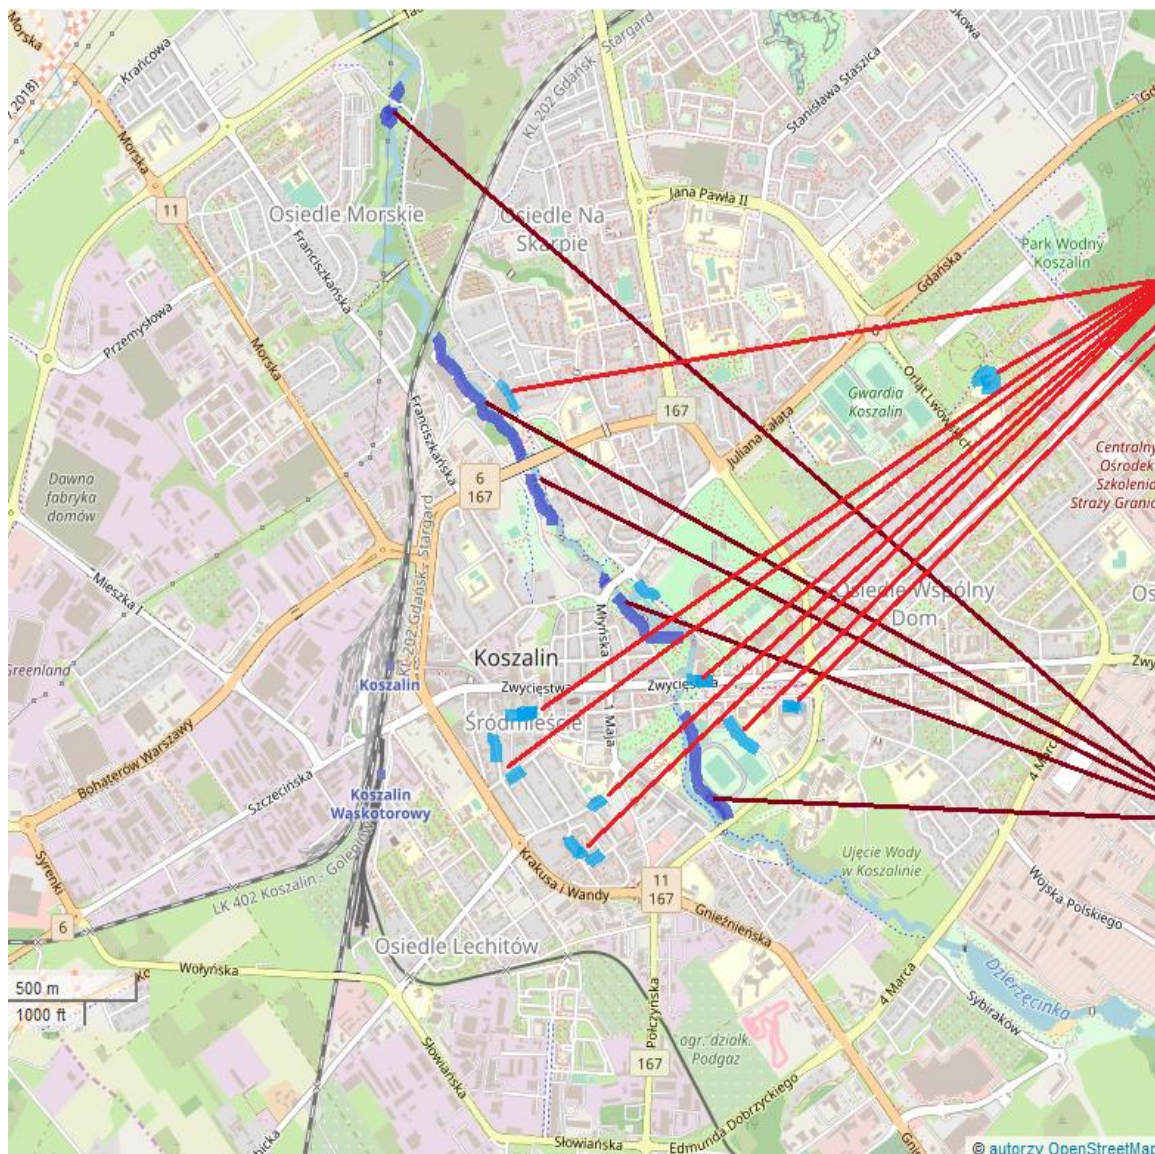 Morska
Krańcowa
2018)
11
Morska
Osiedle Morskie
Franciszkańska
Przemysłowa
Morska
KL 202 Gdańsk - Stargard
Osiedle Na
Skarpie
Jana Pawła II
Stanisława Staszica
Park Wodny
Koszalin
Gdańska
6
Gwardia
Koszalin
Orląt Lwowskich
167
Juliana Fałata
Centralny
Ośrodek
Szkolenia
Straży Granic
Franciszkańska
6
167
Dawna
fabryka
domów
Mieszka I
KL 202 Gdańsk - Stargard
Greenland
Koszalin
Młyńska
Osiedle Wspólny
Dom
Koszalin
Zwycięstwa
Zwycięstwa
Śródmieście
1 Maja
Bohaterów Warszawy
Szczecińska
Koszalin
Wąskotorowy
4 Marca
Ujęcie Wody
w Koszalinie
Wojska Polskiego
Syrenki
LK 402 Koszalin - Goleniów
Krakusa i Wandy
11
167
Gnieźnieńska
6
Osiedle Lechitów
Wołyńska
500 m
1000 ft
4 Marca
Dzierżęcinka
Sybiraków
Połczyńska
Słowiańska
ogr. działk.
Podgaz
167
Słowiańska
Edmunda Dobrzyckiego
© autorzy OpenStreetMap